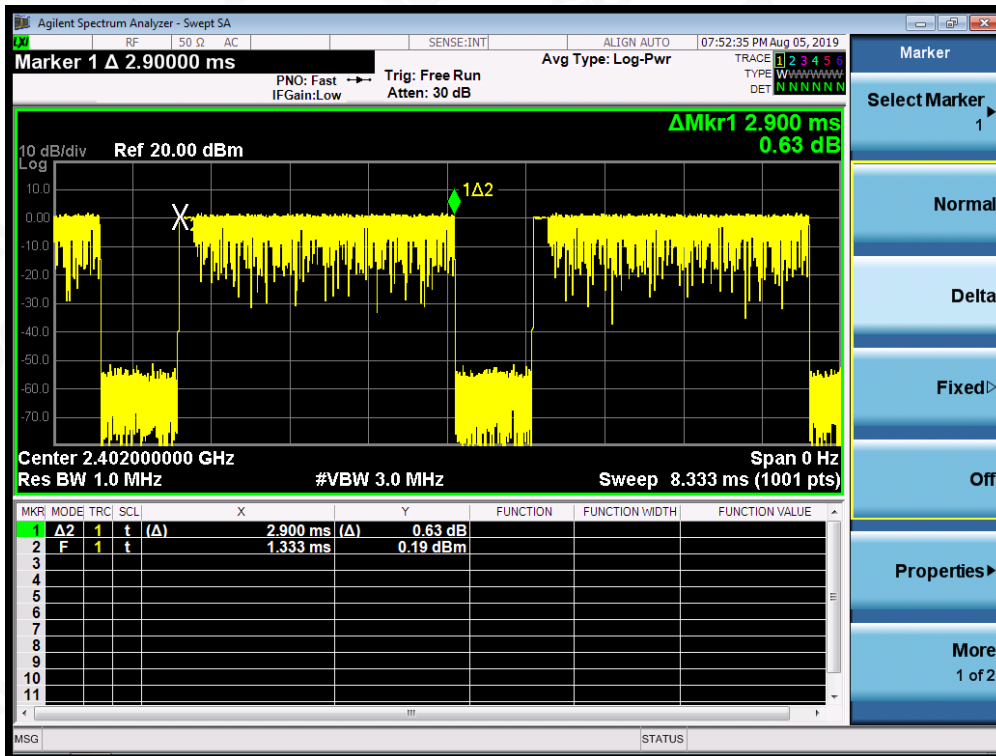 Agilent Spectrum Analyzer - Swept SA
LXI RF 50 Ω AC SENSE:INT ALIGN AUTO 07:52:35 PM Aug 05, 2019
Marker 1 Δ 2.90000 ms
PNO: Fast
IFGain:Low
Trig: Free Run
Atten: 30 dB
Avg Type: Log-Pwr
TRACE 1 2 3 4 5 6
TYPE WWWWWW
DET N N N N N N
ΔMkr1 2.900 ms
0.63 dB
10 dB/div Ref 20.00 dBm
Log
10.0
0.00
-10.0
-20.0
-30.0
-40.0
-50.0
-60.0
-70.0
1Δ2
Center 2.402000000 GHz Span 0 Hz
Res BW 1.0 MHz #VBW 3.0 MHz Sweep 8.333 ms (1001 pts)
MKR MODE TRC SCL X Y FUNCTION FUNCTION WIDTH FUNCTION VALUE
1 Δ2 1 t (Δ) 2.900 ms (Δ) 0.63 dB
2 F 1 t 1.333 ms 0.19 dBm
3
4
5
6
7
8
9
10
11
MSG STATUS
Marker
Select Marker
1
Normal
Delta
Fixed
Off
Properties
More
1 of 2